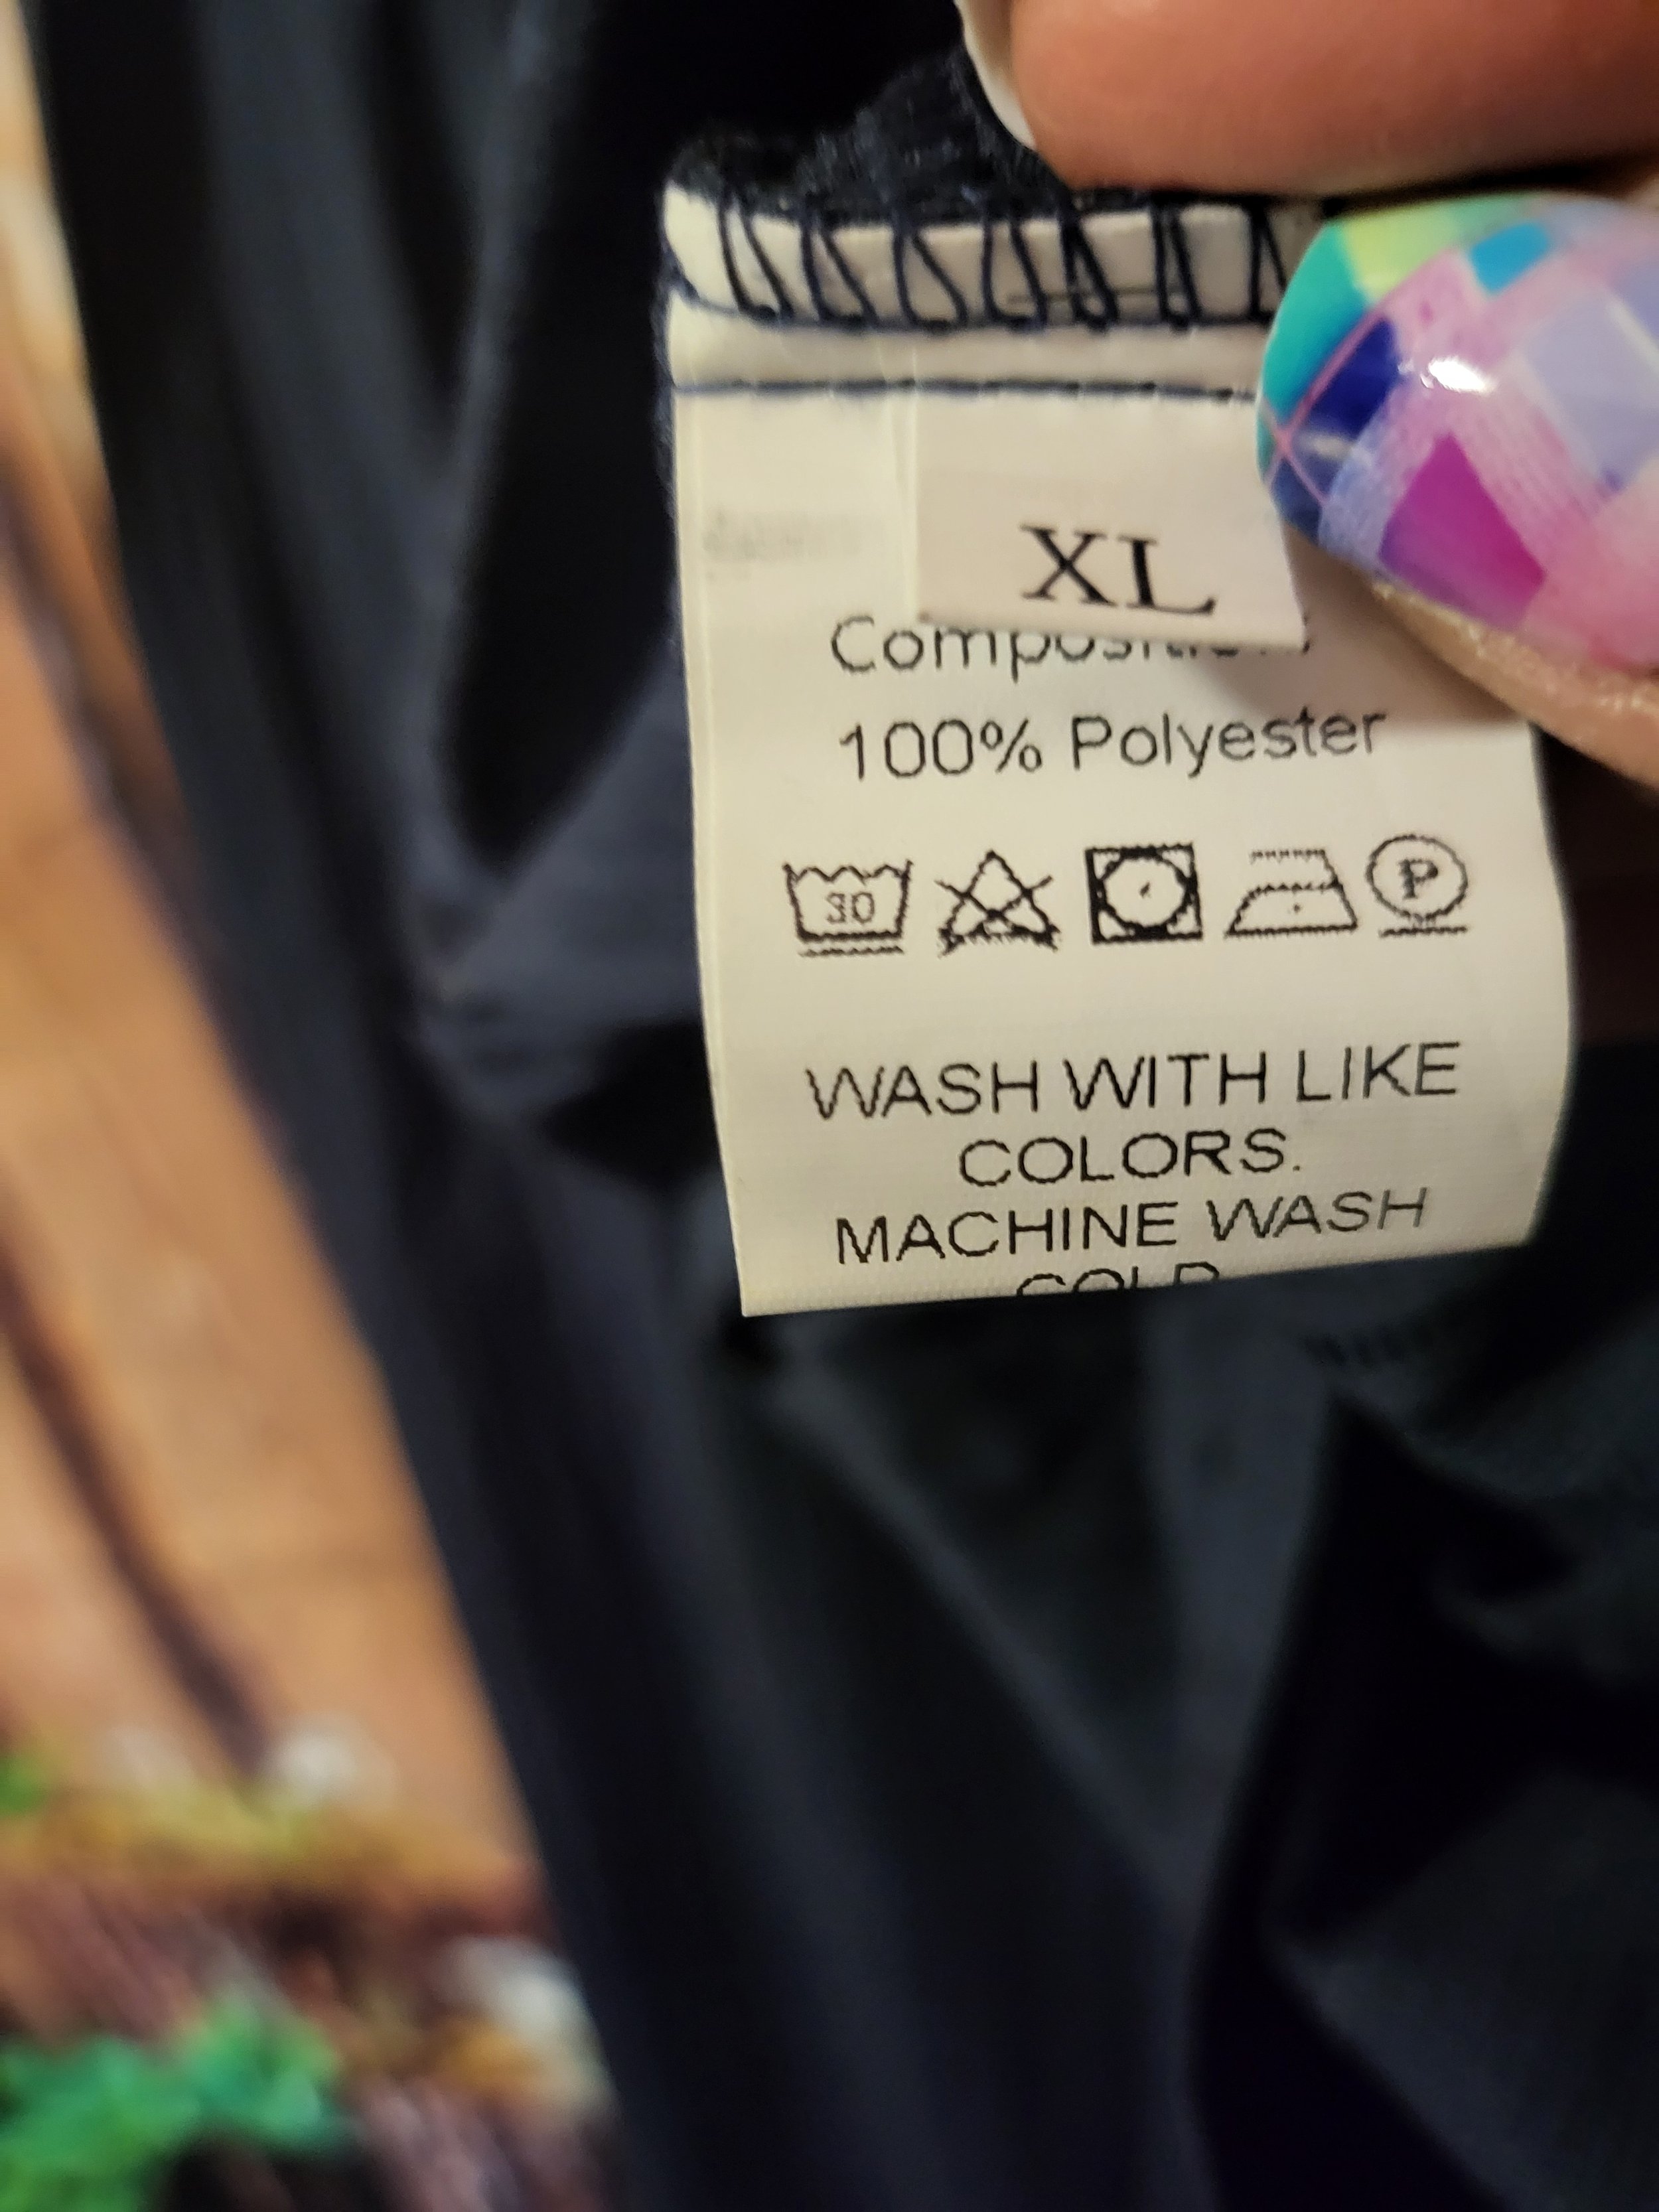 XL
100% Polyester
30
P
WASH WITH LIKE
COLORS.
MACHINE WASH